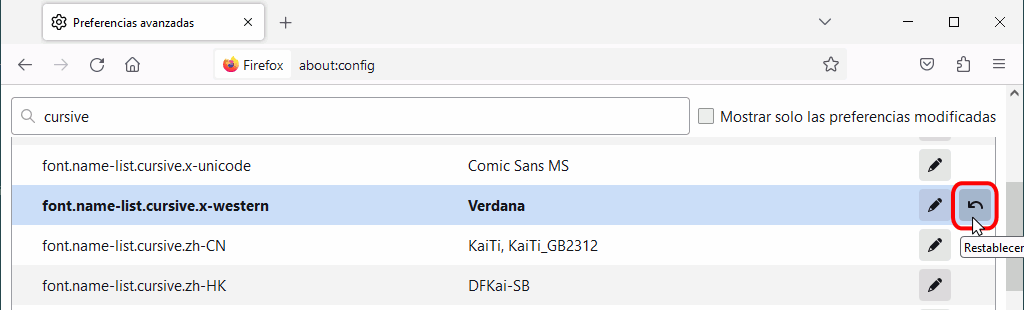 Preferencias avanzadas
Firefox about:config
cursive
Mostrar solo las preferencias modificadas
font.name-list.cursive.x-unicode Comic Sans MS
font.name-list.cursive.x-western Verdana
font.name-list.cursive.zh-CN KaiTi, KaiTi_GB2312
Restablecer
font.name-list.cursive.zh-HK DFKai-SB